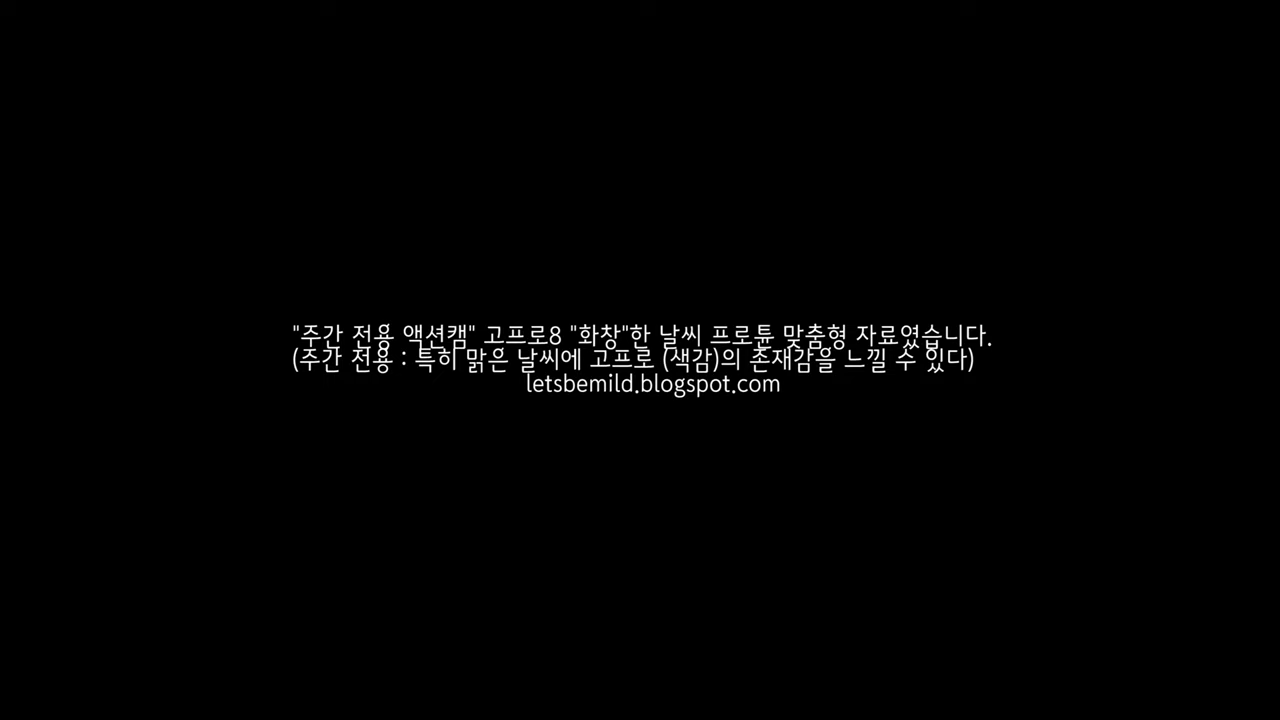 "주간 전용 액션캠" 고프로8 "화창"한 날씨 프로튠 맞춤형 자료였습니다.
(주간 전용 : 특히 맑은 날씨에 고프로 (색감)의 존재감을 느낄 수 있다)
letsbemild.blogspot.com